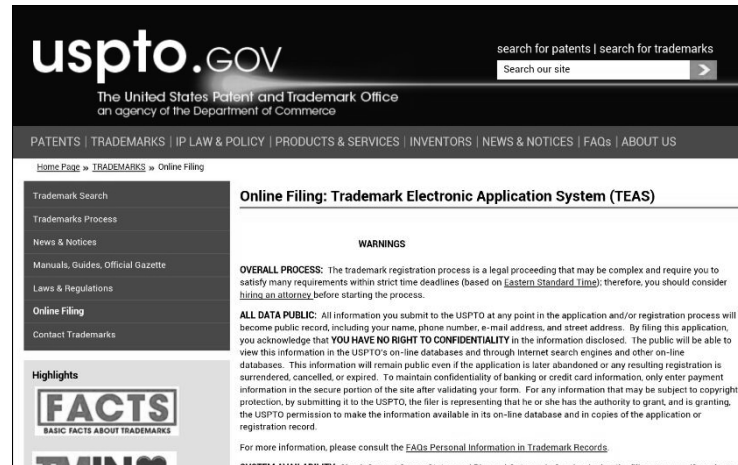 uspto.GOV
The United States Patent and Trademark Office
an agency of the Department of Commerce
search for patents | search for trademarks
Search our site
PATENTS | TRADEMARKS | IP LAW & POLICY | PRODUCTS & SERVICES | INVENTORS | NEWS & NOTICES | FAQs | ABOUT US
Home Page » TRADEMARKS » Online Filing
Trademark Search
Trademarks Process
News & Notices
Manuals, Guides, Official Gazette
Laws & Regulations
Online Filing
Contact Trademarks
Highlights
FACTS
BASIC FACTS ABOUT TRADEMARKS
Online Filing: Trademark Electronic Application System (TEAS)
WARNINGS
OVERALL PROCESS: The trademark registration process is a legal proceeding that may be complex and require you to
satisfy many requirements within strict time deadlines (based on Eastern Standard Time); therefore, you should consider
hiring an attorney before starting the process.
ALL DATA PUBLIC: All information you submit to the USPTO at any point in the application and/or registration process will
become public record, including your name, phone number, e-mail address, and street address. By filing this application,
you acknowledge that YOU HAVE NO RIGHT TO CONFIDENTIALITY in the information disclosed. The public will be able to
view this information in the USPTO's on-line databases and through internet search engines and other on-line
databases. This information will remain public even if the application is later abandoned or any resulting registration is
surrendered, cancelled, or expired. To maintain confidentiality of banking or credit card information, only enter payment
information in the secure portion of the site after validating your form. For any information that may be subject to copyright
protection, by submitting it to the USPTO, the filer is representing that he or she has the authority to grant, and is granting,
the USPTO permission to make the information available in its on-line database and in copies of the application or
registration record.
For more information, please consult the FAQs Personal Information in Trademark Records.